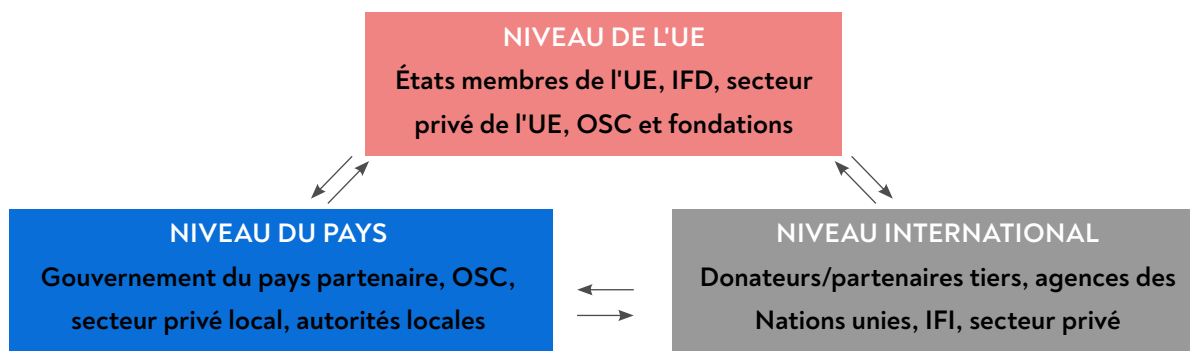 NIVEAU DE L'UE
États membres de l'UE, IFD, secteur
privé de l'UE, OSC et fondations
NIVEAU DU PAYS
Gouvernement du pays partenaire, OSC,
secteur privé local, autorités locales
NIVEAU INTERNATIONAL
Donateurs/partenaires tiers, agences des
Nations unies, IFI, secteur privé